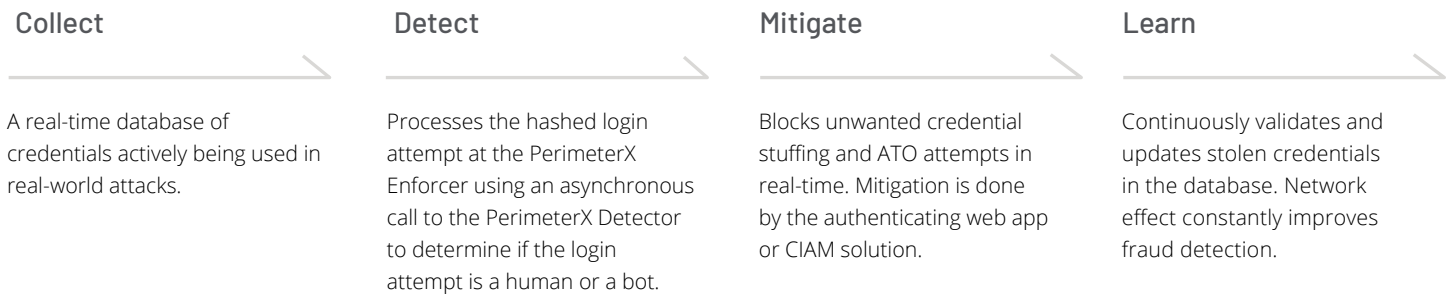 Collect
A real-time database of
credentials actively being used in
real-world attacks.
Detect
Processes the hashed login
attempt at the PerimeterX
Enforcer using an asynchronous
call to the PerimeterX Detector
to determine if the login
attempt is a human or a bot.
Mitigate
Blocks unwanted credential
stuffing and ATO attempts in
real-time. Mitigation is done
by the authenticating web app
or CIAM solution.
Learn
Continuously validates and
updates stolen credentials
in the database. Network
effect constantly improves
fraud detection.